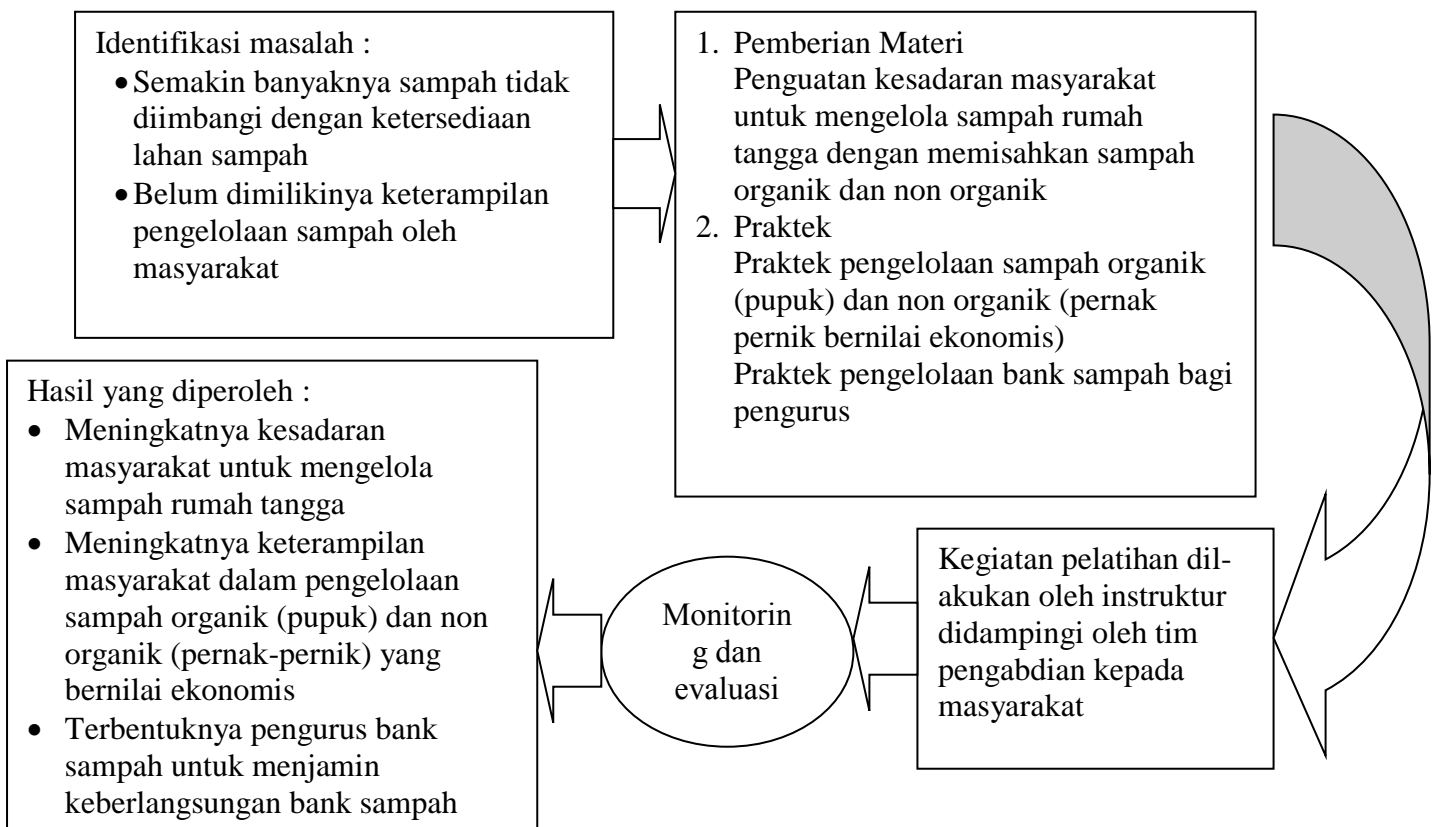 Identifikasi masalah :
• Semakin banyaknya sampah tidak
diimbangi dengan ketersediaan
lahan sampah
• Belum dimilikinya keterampilan
pengelolaan sampah oleh
masyarakat
1. Pemberian Materi
Penguatan kesadaran masyarakat
untuk mengelola sampah rumah
tangga dengan memisahkan sampah
organik dan non organik
2. Praktek
Praktek pengelolaan sampah organik
(pupuk) dan non organik (pernak
pernik bernilai ekonomis)
Praktek pengelolaan bank sampah bagi
pengurus
Kegiatan pelatihan dil-
akukan oleh instruktur
didampingi oleh tim
pengabdian kepada
masyarakat
Monitorin
g dan
evaluasi
Hasil yang diperoleh :
• Meningkatnya kesadaran
masyarakat untuk mengelola
sampah rumah tangga
• Meningkatnya keterampilan
masyarakat dalam pengelolaan
sampah organik (pupuk) dan non
organik (pernak-pernik) yang
bernilai ekonomis
• Terbentuknya pengurus bank
sampah untuk menjamin
keberlangsungan bank sampah